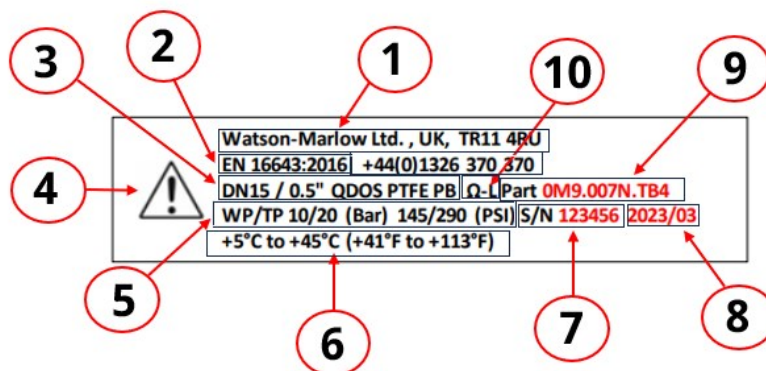 2
1
10
9
3
Watson-Marlow Ltd. , UK, TR11 4RU
EN 16643:2016 +44(0)1326 370 370
4
DN15 / 0.5" QDOS PTFE PB Ω-L Part 0M9.007N.TB4
WP/TP 10/20 (Bar) 145/290 (PSI) S/N 123456 2023/03
+5°C to +45°C (+41°F to +113°F)
5
6
7
8